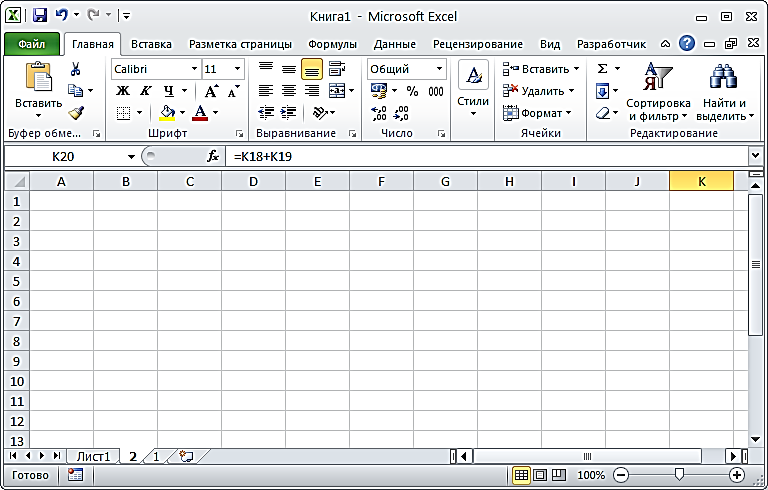 Книга1 - Microsoft Excel
Файл Главная Вставка Разметка страницы Формулы Данные Рецензирование Вид Разработчик
Calibri 11 Общий Вставить Σ
Ж К Ч A A % 000 Удалить
Вставить A Стили Формат Сортировка и фильтр Найти и выделить
Буфер обме... Шрифт Выравнивание Число Ячейки Редактирование
K20 fx =K18+K19
A B C D E F G H I J K
1
2
3
4
5
6
7
8
9
10
11
12
13
Лист1 2 1
Готово 100%